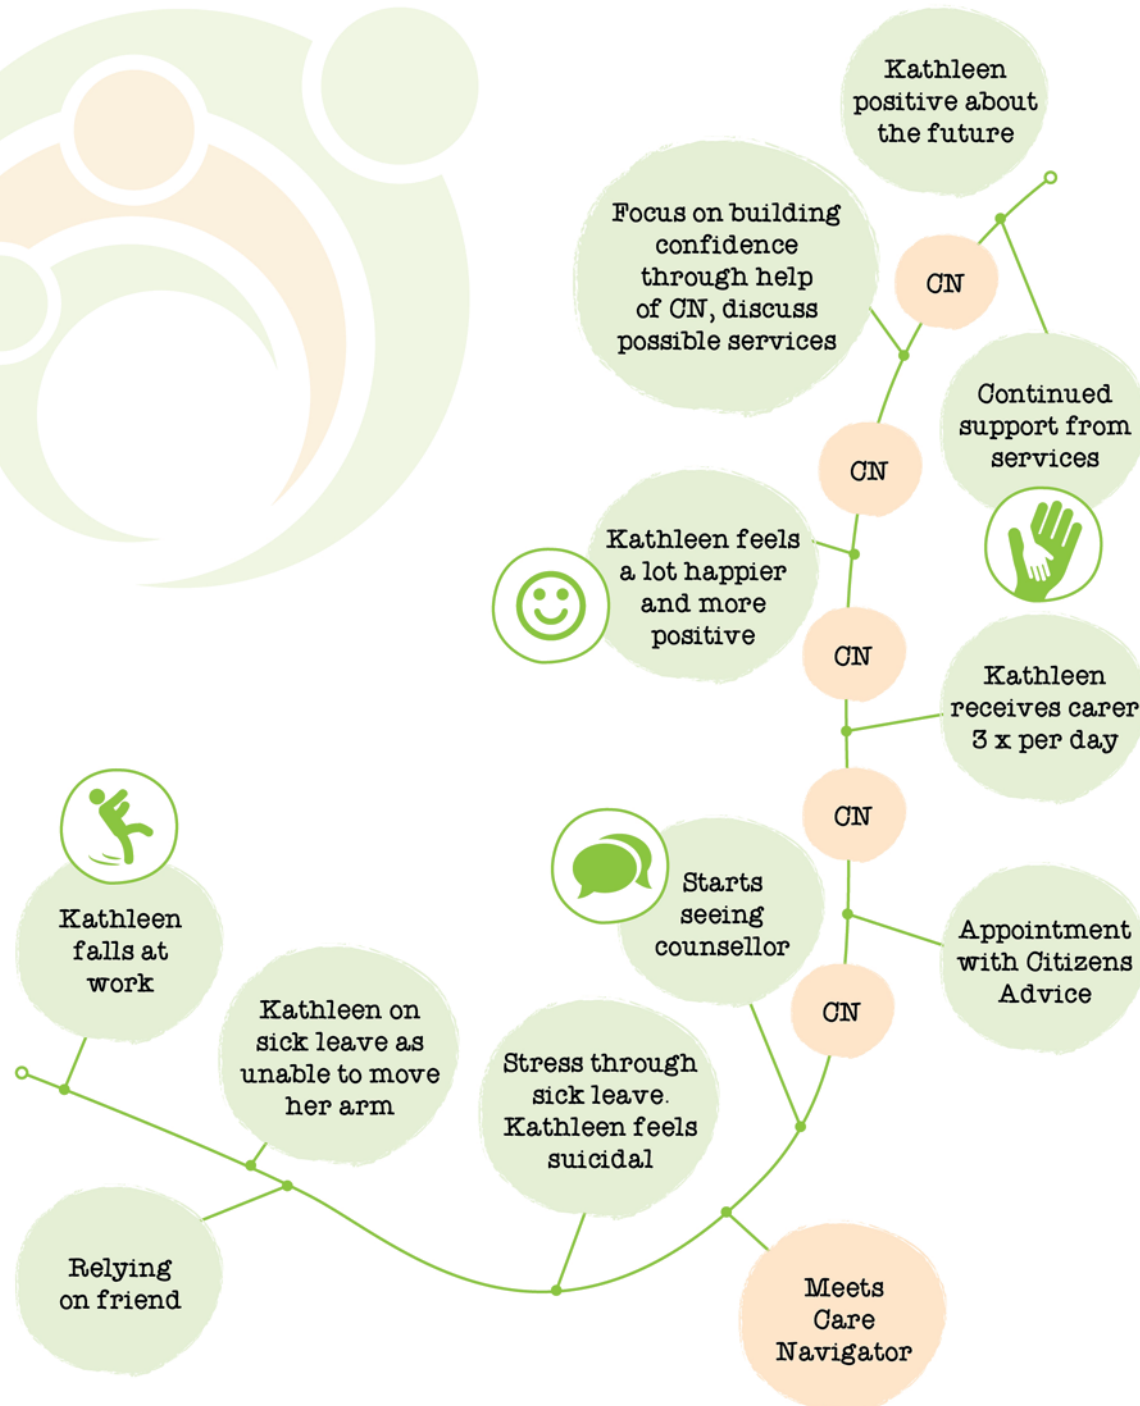 Kathleen
falls at
work
Kathleen on
sick leave as
unable to move
her arm
Relying
on friend
Stress through
sick leave.
Kathleen feels
suicidal
Meets
Care
Navigator
Starts
seeing
counsellor
CN
Appointment
with Citizens
Advice
CN
Kathleen
receives carer
3 x per day
CN
Kathleen feels
a lot happier
and more
positive
CN
Focus on building
confidence
through help
of CN, discuss
possible services
CN
Continued
support from
services
Kathleen
positive about
the future